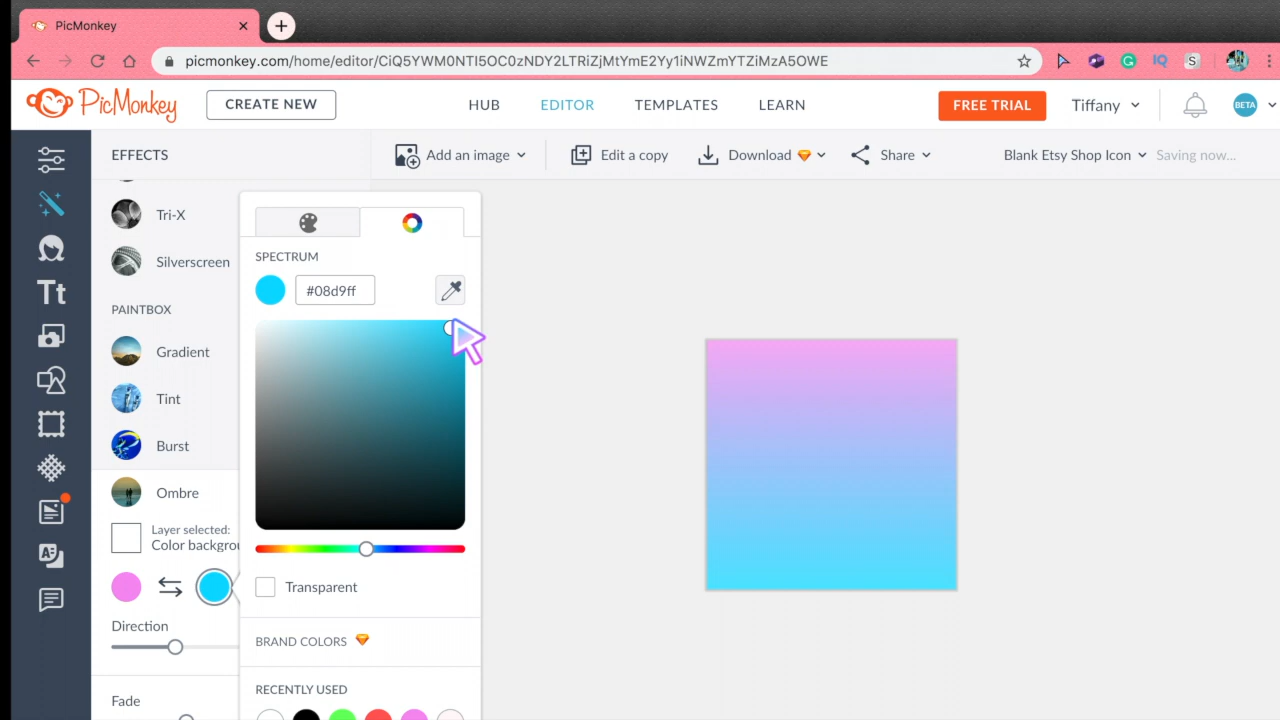 PicMonkey
picmonkey.com/home/editor/CiQ5YWM0NTI5OC0zNDY2LTRiZjMtYmE2Yy1iNWZmYTZiMzA5OWE
PicMonkey
CREATE NEW
HUB
EDITOR
TEMPLATES
LEARN
FREE TRIAL
Tiffany
BETA
EFFECTS
Add an image
Edit a copy
Download
Share
Blank Etsy Shop Icon
Saving now...
Tri-X
Silverscreen
PAINTBOX
Gradient
Tint
Burst
Ombre
Layer selected:
Color backgrou
Direction
Fade
SPECTRUM
#08d9ff
Transparent
BRAND COLORS
RECENTLY USED
Tt
IQ
S
G